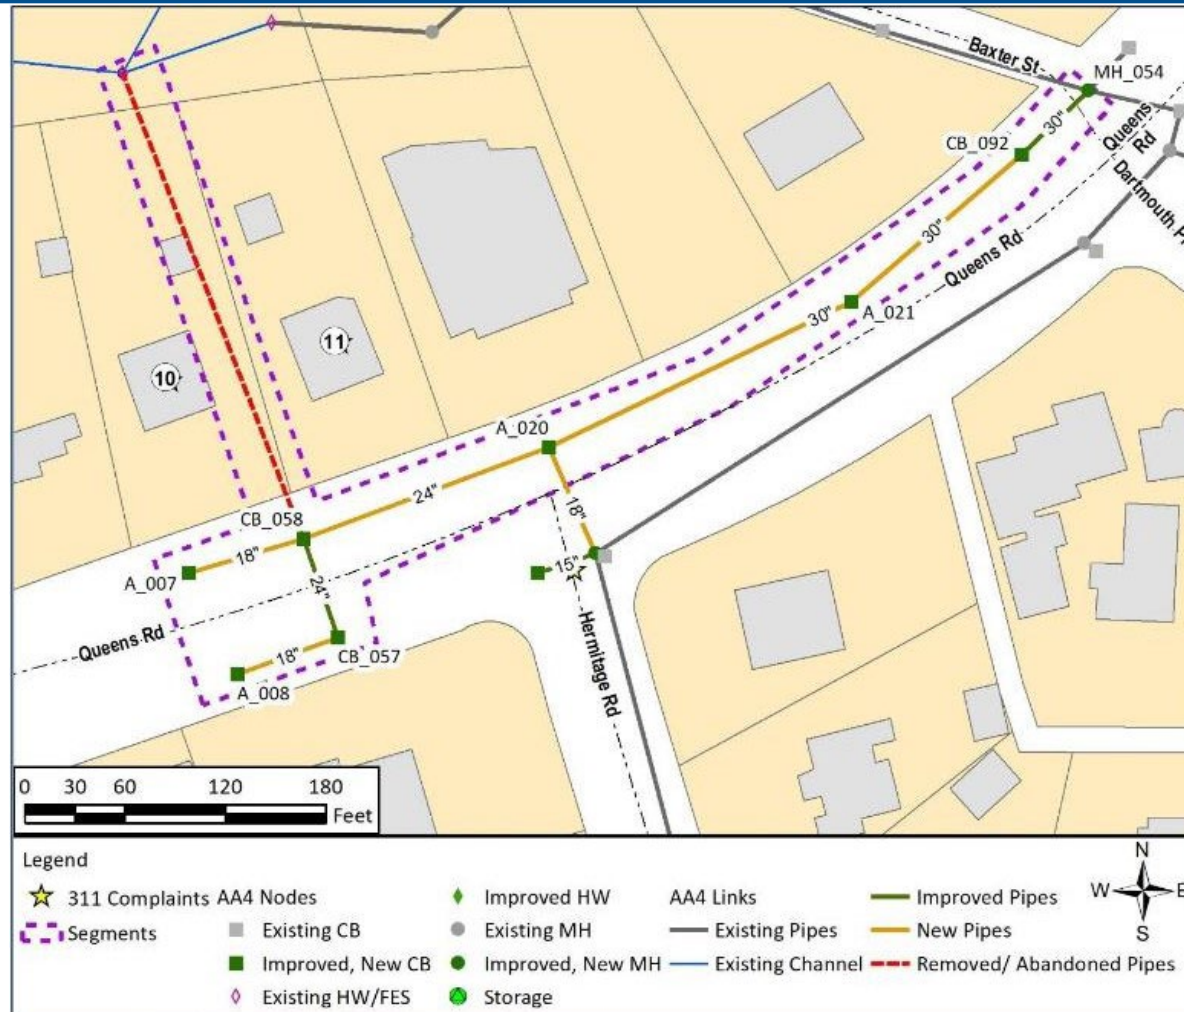 Baxter St
MH_054
30"
Queens
Rd
CB_092
Dartmouth
30"
Queens Rd
11
30"
A_021
10
A_020
24"
18"
CB_058
18"
15"
A_007
24"
Hermitage Rd
Queens Rd
CB_057
18"
A_008
0 30 60 120 180
Feet
Legend
311 Complaints
Segments
AA4 Nodes
Existing CB
Improved, New CB
Existing HW/FES
Improved HW
Existing MH
Improved, New MH
Storage
AA4 Links
Existing Pipes
Existing Channel
Improved Pipes
New Pipes
Removed/ Abandoned Pipes
N
W
E
S